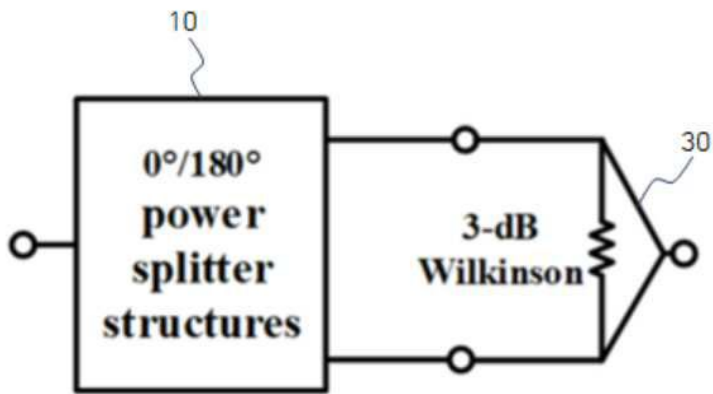 10
0°/180°
power
splitter
structures
30
3-dB
Wilkinson